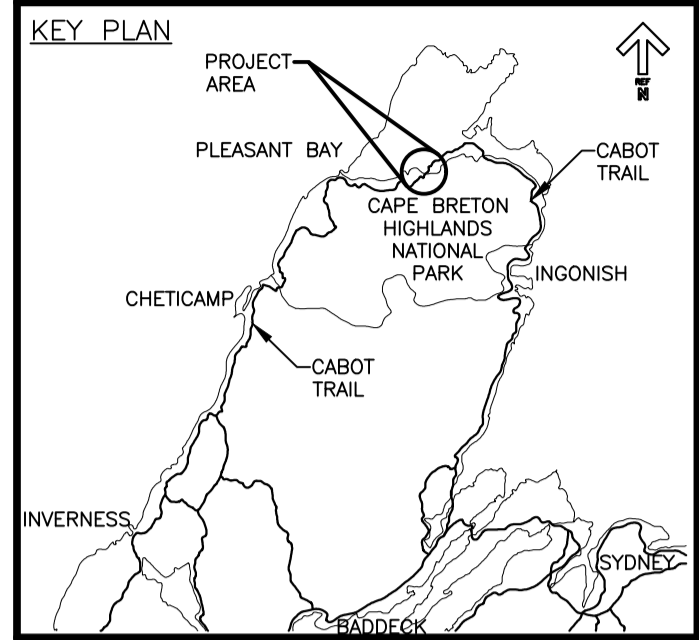 KEY PLAN
PROJECT
AREA
REF
N
PLEASANT BAY
CABOT
TRAIL
CAPE BRETON
HIGHLANDS
NATIONAL
PARK
INGONISH
CHETICAMP
CABOT
TRAIL
INVERNESS
SYDNEY
BADDECK